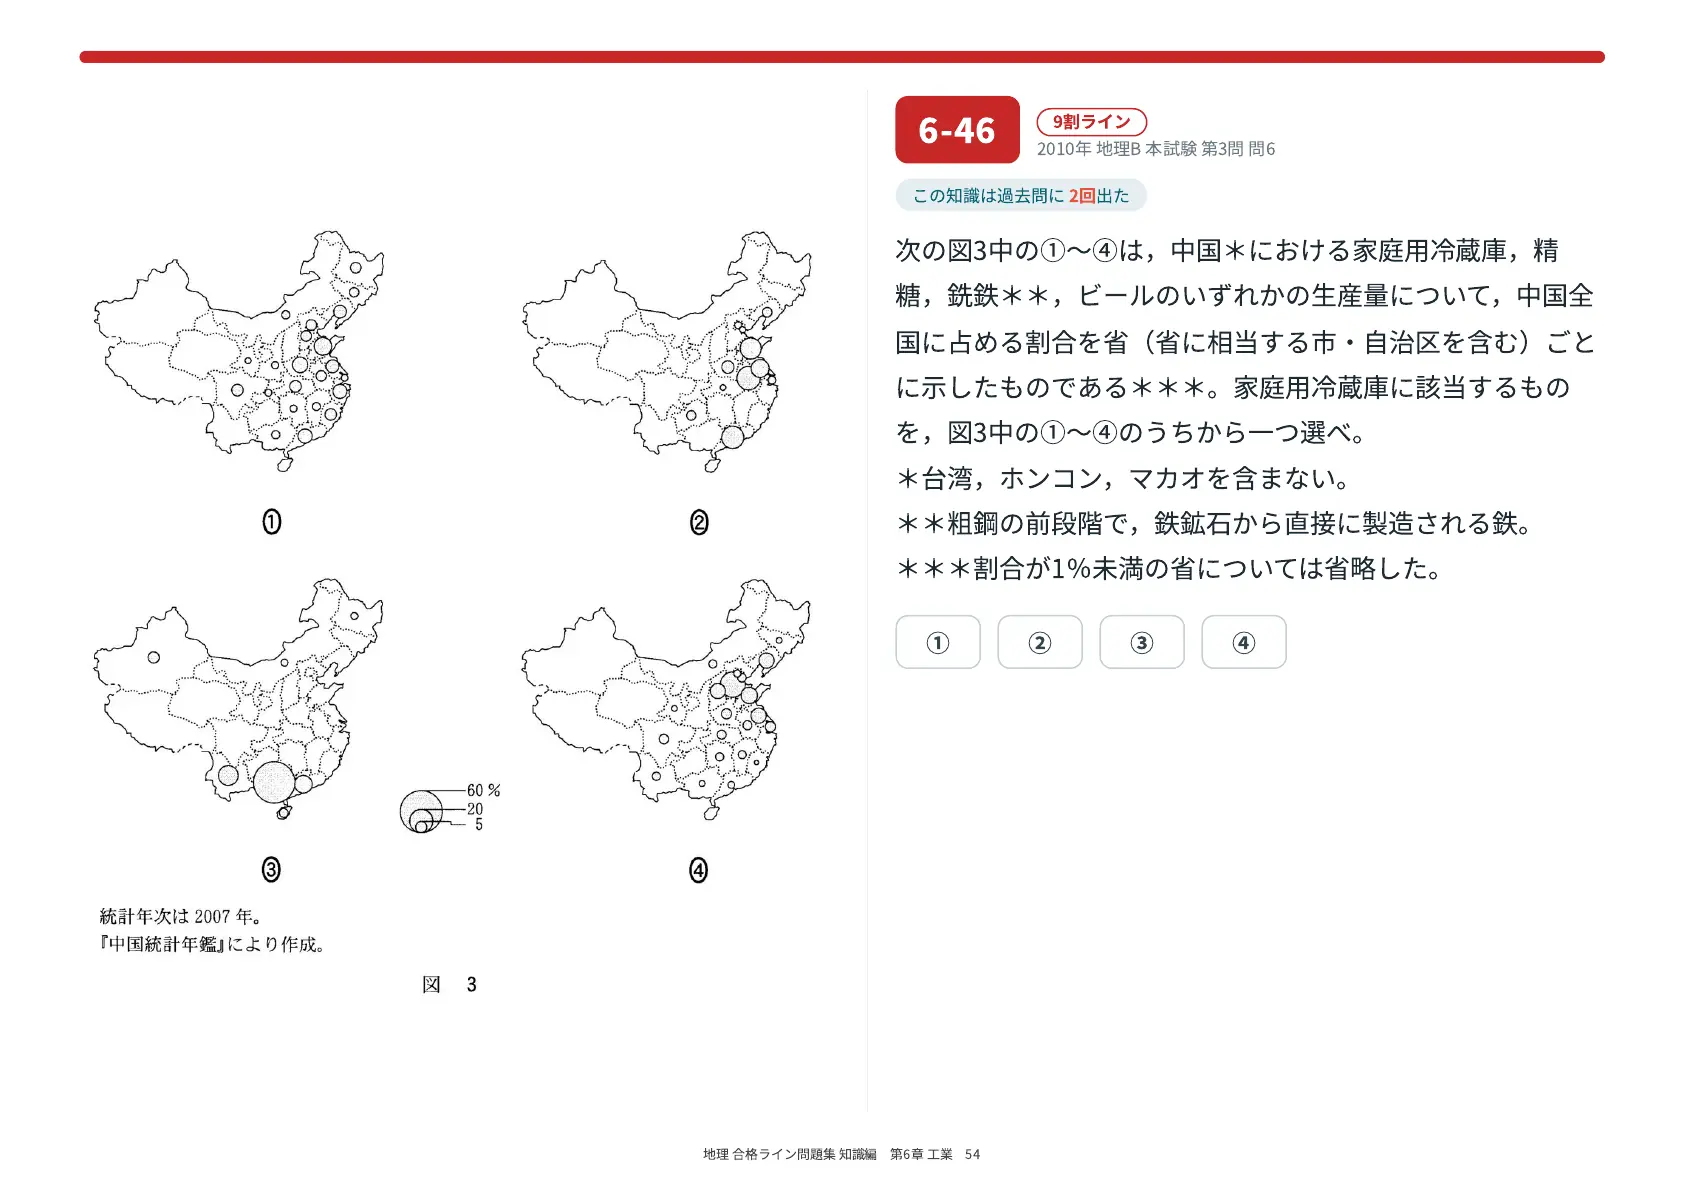 6-46
9割ライン
2010年 地理B 本試験 第3問 問6
この知識は過去問に 2回出た
次の図3中の①～④は，中国＊における家庭用冷蔵庫，精
糖，銑鉄＊＊，ビールのいずれかの生産量について，中国全
国に占める割合を省（省に相当する市・自治区を含む）ごと
に示したものである＊＊＊。家庭用冷蔵庫に該当するもの
を，図3中の①～④のうちから一つ選べ。
＊台湾，ホンコン，マカオを含まない。
＊＊粗鋼の前段階で，鉄鉱石から直接に製造される鉄。
＊＊＊割合が1％未満の省については省略した。
① ② ③ ④
①
②
60 %
20
5
③
④
統計年次は 2007 年。
『中国統計年鑑』により作成。
図 3
地理 合格ライン問題集 知識編 第6章 工業 54